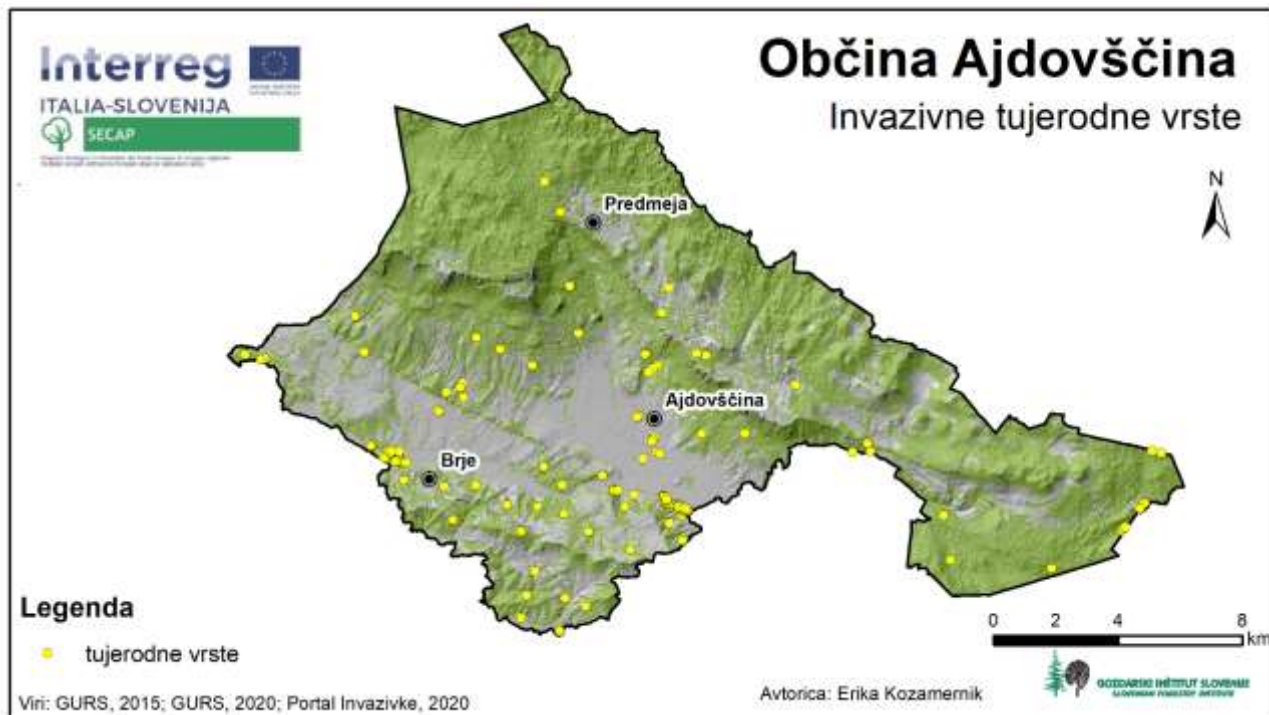 Interreg
ITALIA-SLOVENIJA
SECAP
Občina Ajdovščina
Invazivne tujerodne vrste
N
Predmeja
Ajdovščina
Brje
Legenda
tujerodne vrste
0 2 4 8
km
Viri: GURS, 2015; GURS, 2020; Portal Invazivke, 2020
Avtorica: Erika Kozamernik
GOZDARSKI INŠTITUT SLOVENIJE
SLOVENIAN FORESTRY INSTITUTE